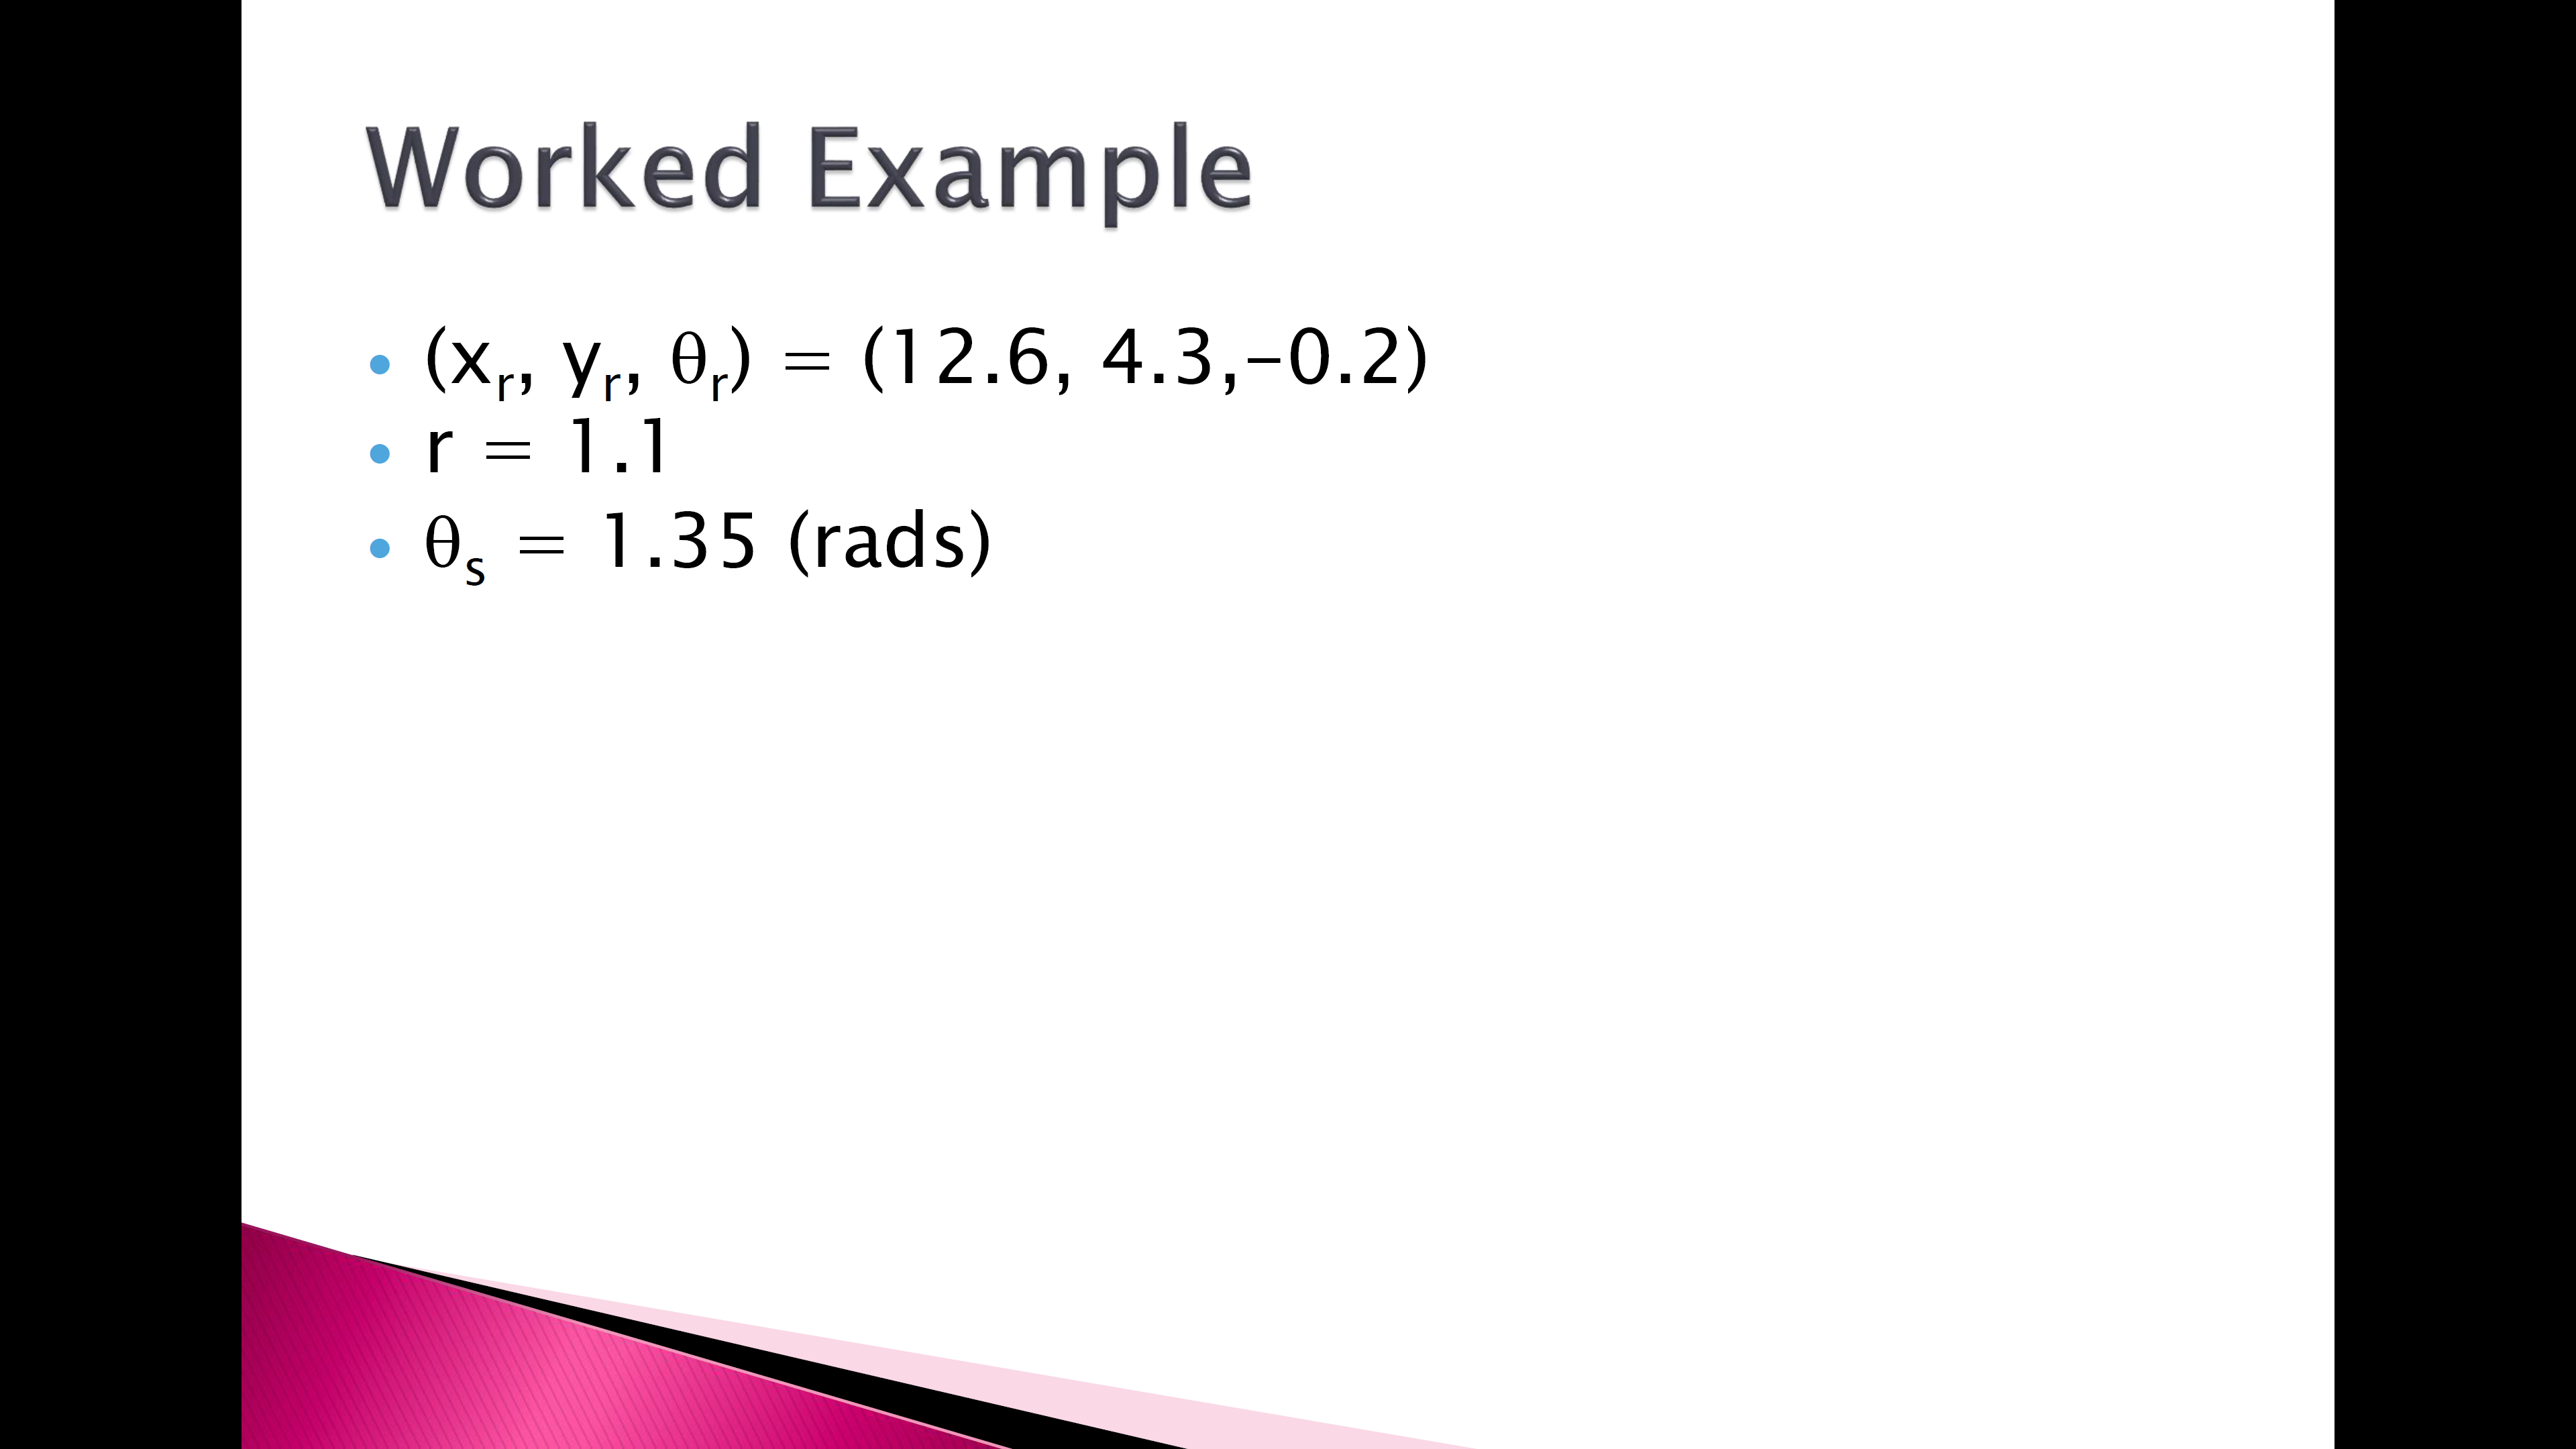 Worked Example
• (xᵣ, yᵣ, θᵣ) = (12.6, 4.3,-0.2)
• r = 1.1
• θₛ = 1.35 (rads)